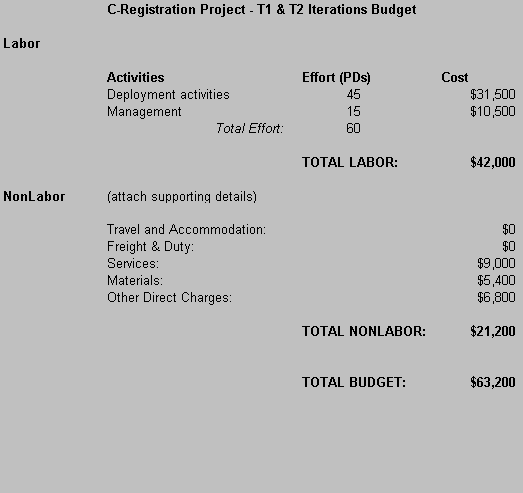 C-Registration Project - T1 & T2 Iterations Budget
Labor
Activities Effort (PDs) Cost
Deployment activities 45 $31,500
Management 15 $10,500
Total Effort: 60
TOTAL LABOR: $42,000
NonLabor (attach supporting details)
Travel and Accommodation: $0
Freight & Duty: $0
Services: $9,000
Materials: $5,400
Other Direct Charges: $6,800
TOTAL NONLABOR: $21,200
TOTAL BUDGET: $63,200